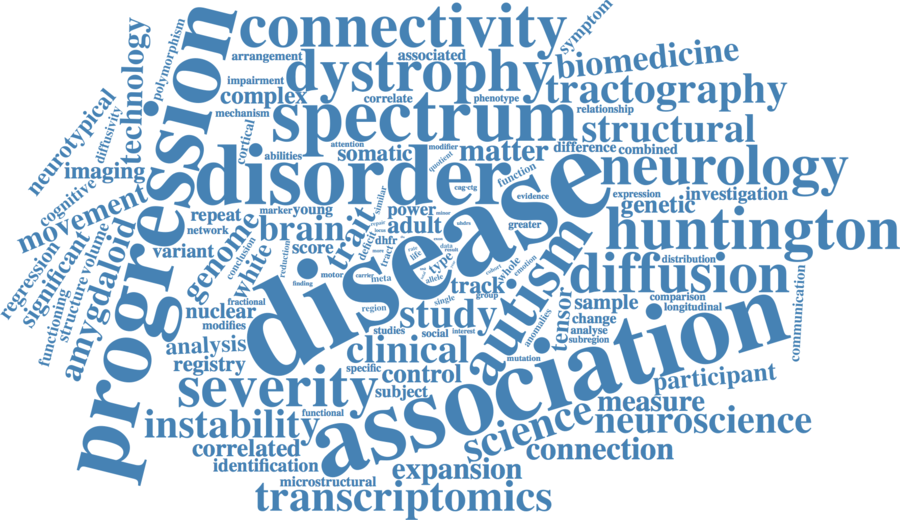 connectivity
symptom
arrangement
associated
polymorphism
technology
progression
dystrophy
biomedicine
impairment
complex
correlate
phenotype
tractography
mechanism
relationship
neurotypical
diffusivity
cortical
spectrum
structural
attention
modifier
abilities
somatic
quotient
matter
difference
combined
imaging
disorder
function
neurology
cognitive
cag-ctg
evidence
expression
investigation
movement
repeat
marker
young
similar
power
genetic
network
brain
trait
adult
greater
huntington
regression
significant
volume
structure
functioning
amygdaloid
variant
genome
conclusion
white
score
deficit
dhfr
tract
disease
distribution
reduction
life
type
data
whole
emotion
cohort
diffusion
motor
carrier
meta
allele
track
finding
fractional
nuclear
modifies
region
single
group
autism
anomalies
tensor
sample
comparison
longitudinal
communication
study
studies
social
interest
change
analyse
subregion
analysis
registry
clinical
specific
control
mutation
association
participant
severity
subject
measure
instability
functional
science
neuroscience
correlated
connection
identification
expansion
microstructural
transcriptomics